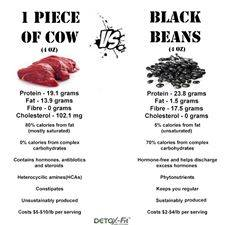 1 PIECE
OF COW
(4 OZ)
VS
BLACK
BEANS
(4 OZ)
Protein - 19.1 grams
Fat - 13.9 grams
Fibre - 0 grams
Cholesterol - 102.1 mg
80% calories from fat
(mostly saturated)
0% calories from complex
carbohydrates
Contains hormones, antibiotics
and steroids
Heterocyclic amines(HCAs)
Constipates
Unsustainably produced
Costs $5-$10/lb per serving
Protein - 23.8 grams
Fat - 1.5 grams
Fibre - 17.5 grams
Cholesterol - 0 grams
5% calories from fat
(unsaturated)
70% calories from complex
carbohydrates
Hormone-free and helps discharge
excess hormones
Phytonutrients
Keeps you regular
Sustainably produced
Costs $2-$4/lb per serving
DETOX-FIT